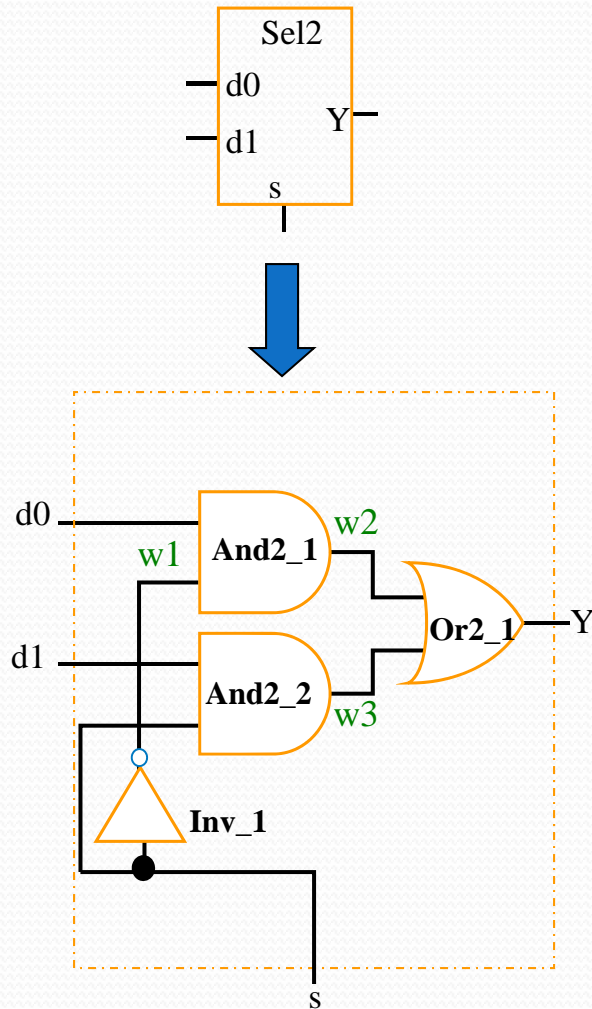 Sel2
d0
Y
d1
s
d0
w2
w1
And2_1
Or2_1
Y
d1
And2_2
w3
Inv_1
s